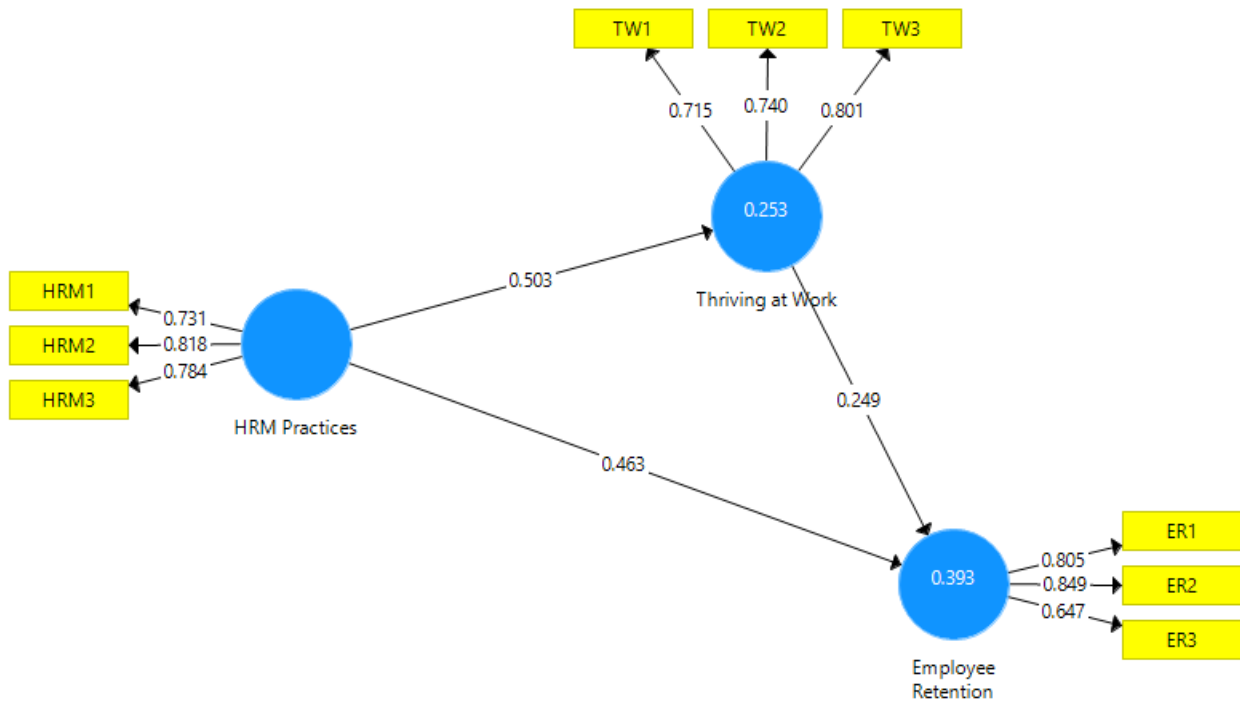 TW1
TW2
TW3
0.715
0.740
0.801
0.253
Thriving at Work
HRM1
HRM2
HRM3
0.731
0.818
0.784
HRM Practices
0.503
0.249
0.463
0.393
Employee
Retention
0.805
0.849
0.647
ER1
ER2
ER3